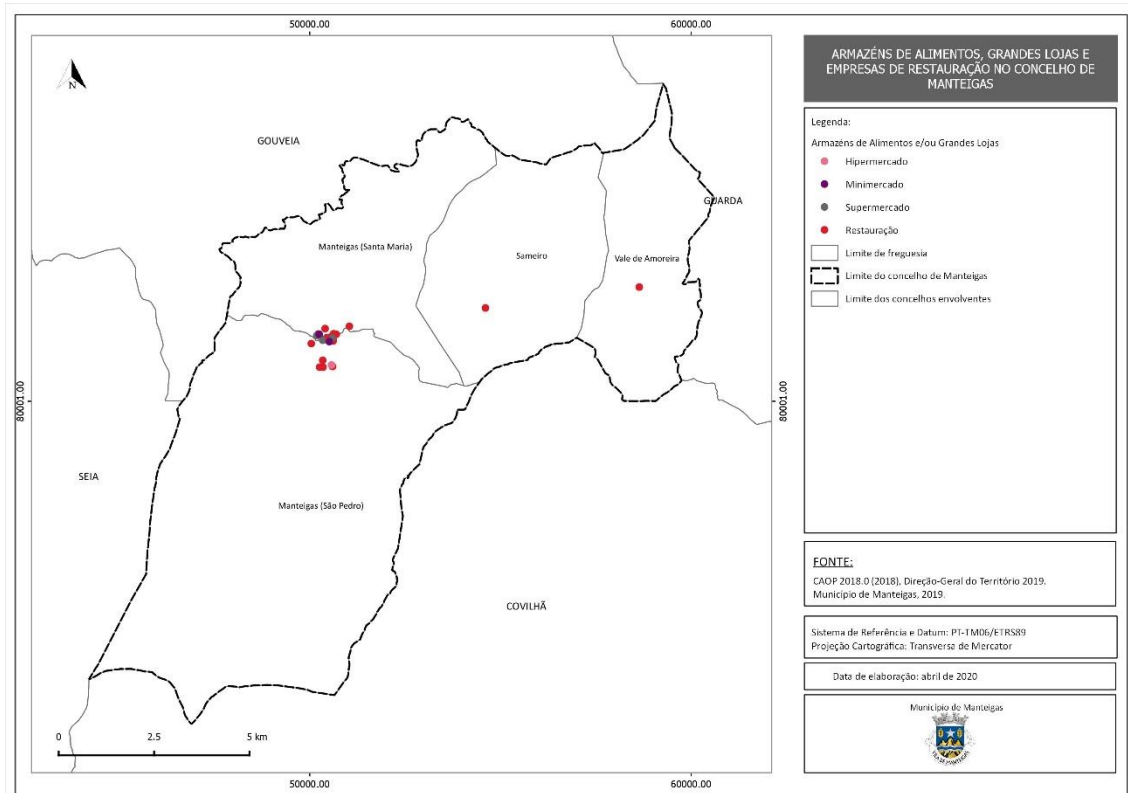 50000.00
60000.00
N
GOUVEIA
GUARDA
Manteigas (Santa Maria)
Sameiro
Vale de Amoreira
80001.00
80001.00
SEIA
Manteigas (São Pedro)
COVILHÃ
0 2.5 5 km
50000.00
60000.00
ARMAZÉNS DE ALIMENTOS, GRANDES LOJAS E
EMPRESAS DE RESTAURAÇÃO NO CONCELHO DE
MANTEIGAS
Legenda:
Armazéns de Alimentos e/ou Grandes Lojas
Hipermercado
Minimercado
Supermercado
Restauração
Limite de freguesia
Limite do concelho de Manteigas
Limite dos concelhos envolventes
FONTE:
CAOP 2018.0 (2018), Direção-Geral do Território 2019.
Município de Manteigas, 2019.
Sistema de Referência e Datum: PT-TM06/ETRS89
Projeção Cartográfica: Transversa de Mercator
Data de elaboração: abril de 2020
Município de Manteigas
VILA DE MANTEIGAS